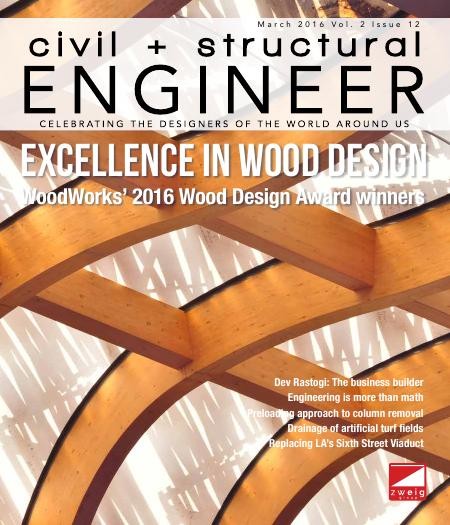 March 2016 Vol. 2 Issue 12
civil + structural
ENGINEER
CELEBRATING THE DESIGNERS OF THE WORLD AROUND US
EXCELLENCE IN WOOD DESIGN
WoodWorks' 2016 Wood Design Award winners
Dev Rastogi: The business builder
Engineering is more than math
Preloading approach to column removal
Drainage of artificial turf fields
Replacing LA's Sixth Street Viaduct
zweig
group